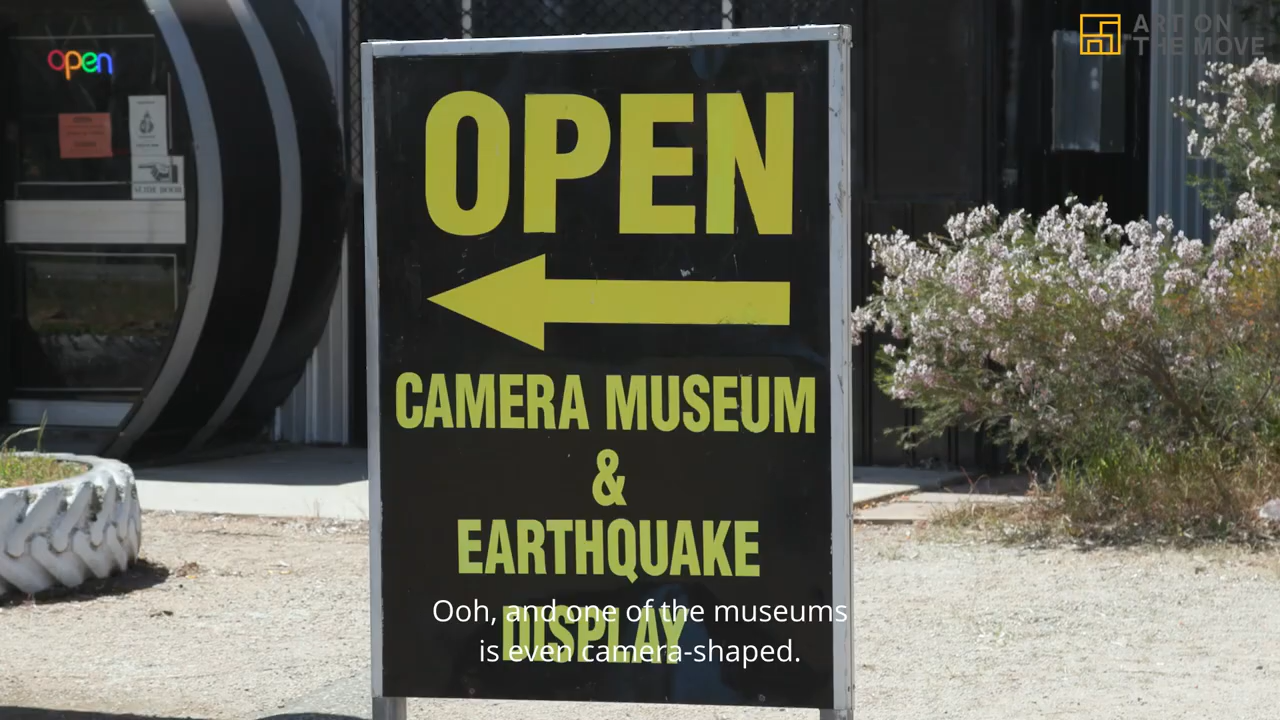 open
ART ON
THE MOVE
OPEN
CAMERA MUSEUM
&
EARTHQUAKE
DISPLAY
Ooh, and one of the museums
is even camera-shaped.